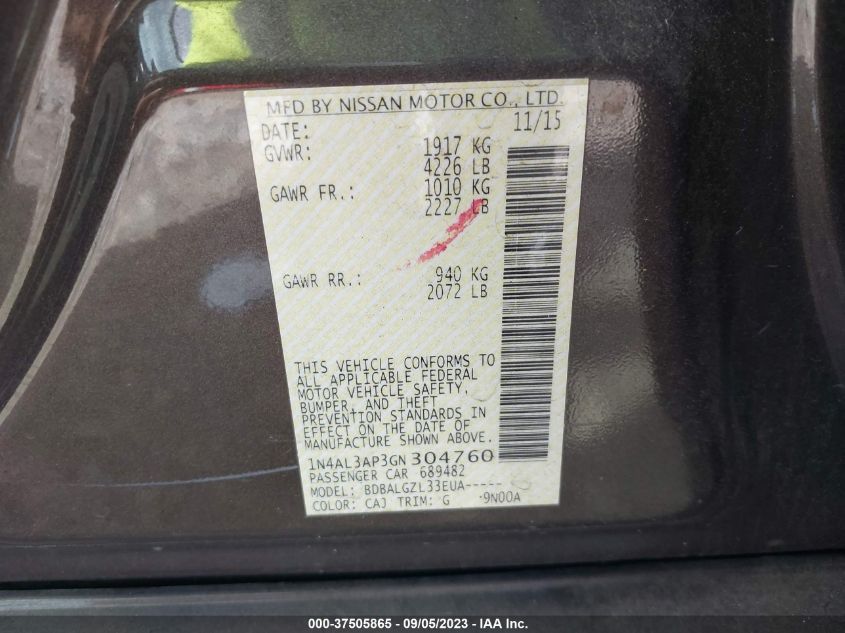 MFD BY NISSAN MOTOR CO., LTD.
DATE: 11/15
GVWR: 1917 KG
4226 LB
GAWR FR.: 1010 KG
2227 LB
GAWR RR.: 940 KG
2072 LB
THIS VEHICLE CONFORMS TO
ALL APPLICABLE FEDERAL
MOTOR VEHICLE SAFETY,
BUMPER, AND THEFT
PREVENTION STANDARDS IN
EFFECT ON THE DATE OF
MANUFACTURE SHOWN ABOVE.
1N4AL3AP3GN304760
PASSENGER CAR 689482
MODEL: BDBALGZL33EUA-----
COLOR: CAJ TRIM: G 9N00A
000-37505865 - 09/05/2023 - IAA Inc.